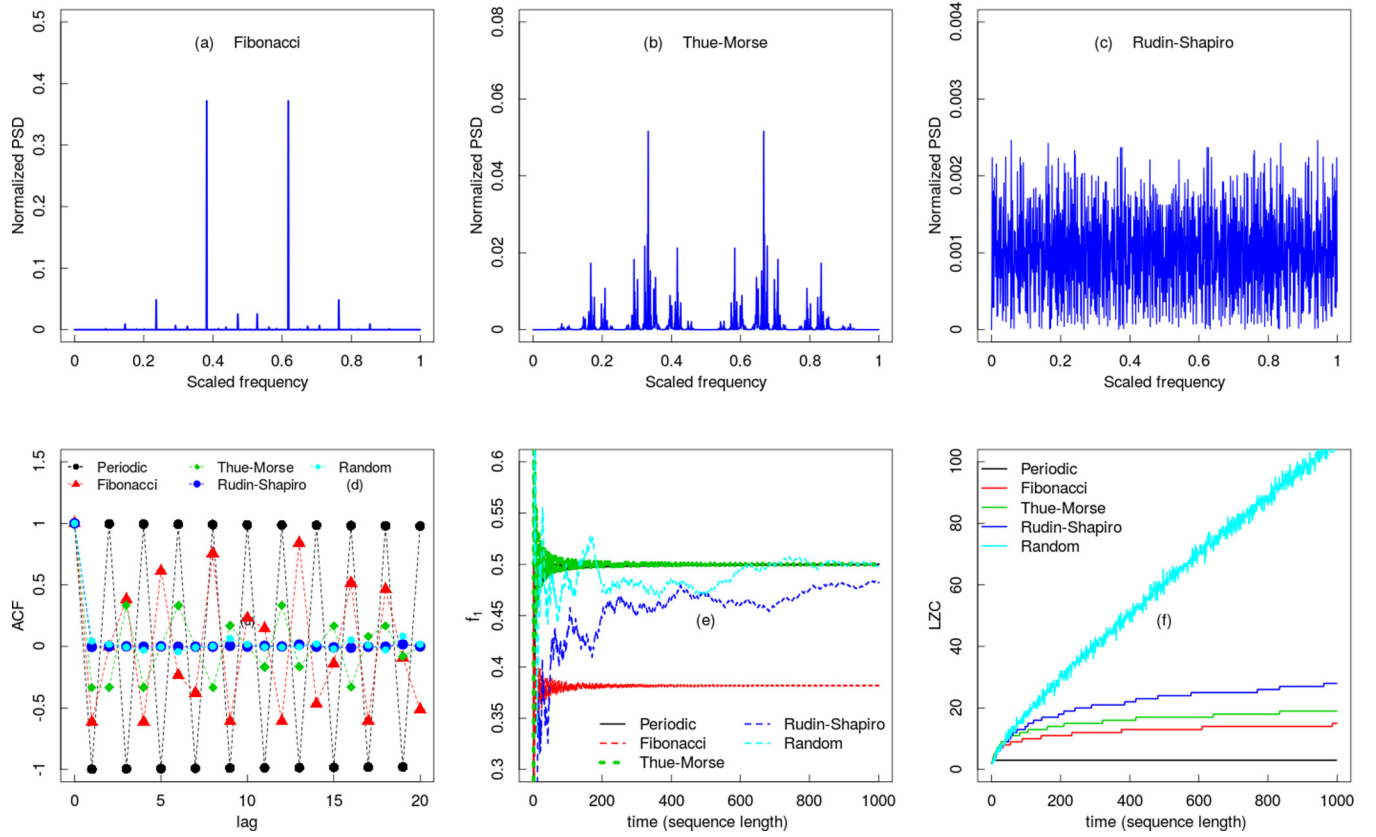 (a) Fibonacci
Normalized PSD
0.5
0.4
0.3
0.2
0.1
0
0 0.2 0.4 0.6 0.8 1
Scaled frequency
(b) Thue-Morse
Normalized PSD
0.08
0.06
0.04
0.02
0
0 0.2 0.4 0.6 0.8 1
Scaled frequency
(c) Rudin-Shapiro
Normalized PSD
0.004
0.003
0.002
0.001
0
0 0.2 0.4 0.6 0.8 1
Scaled frequency
Periodic Thue-Morse Random
Fibonacci Rudin-Shapiro (d)
ACF
1.5
1
0.5
0
-0.5
-1
0 5 10 15 20
lag
f1
0.6
0.55
0.5
0.45
0.4
0.35
0.3
(e)
Periodic Rudin-Shapiro
Fibonacci Random
Thue-Morse
0 200 400 600 800 1000
time (sequence length)
Periodic
Fibonacci
Thue-Morse
Rudin-Shapiro
Random
LZC
100
80
60
40
20
0
(f)
0 200 400 600 800 1000
time (sequence length)